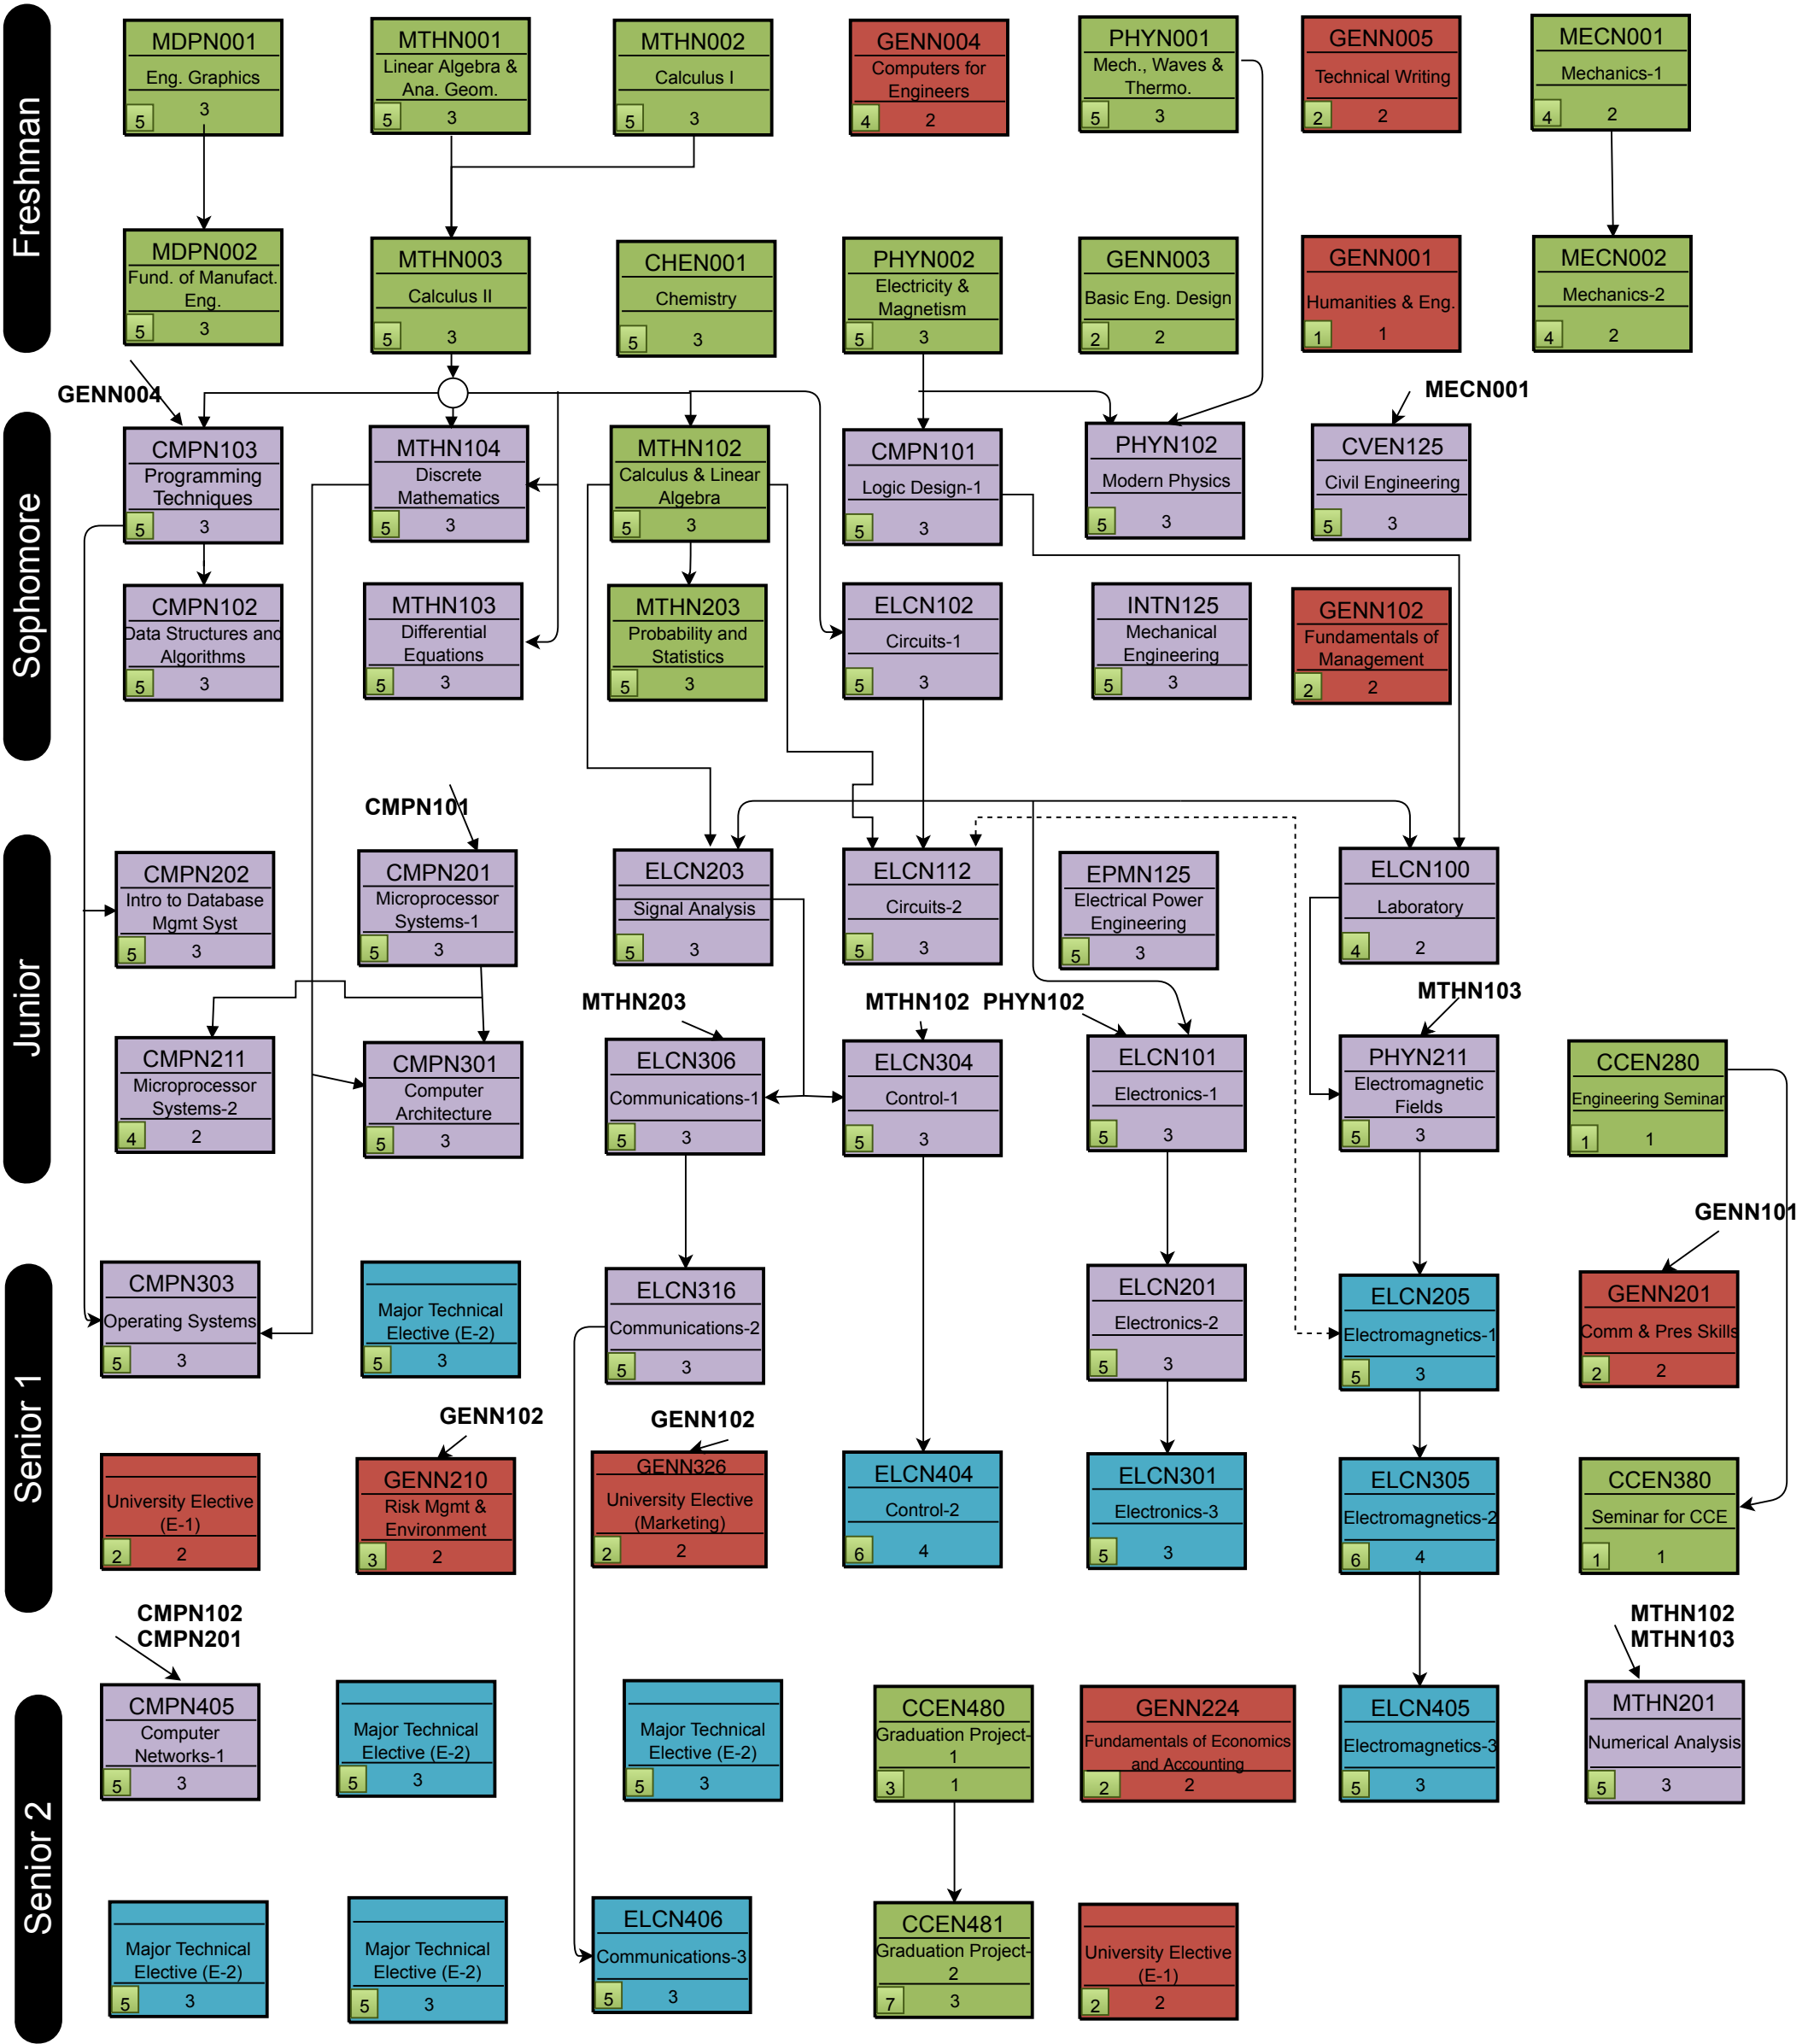 Freshman
MDPN001
Eng. Graphics
3
5
MTHN001
Linear Algebra &
Ana. Geom.
3
5
MTHN002
Calculus I
3
5
GENN004
Computers for
Engineers
2
4
PHYN001
Mech., Waves &
Thermo.
3
5
GENN005
Technical Writing
2
2
MECN001
Mechanics-1
2
4
MDPN002
Fund. of Manufact.
Eng.
3
5
MTHN003
Calculus II
3
5
CHEN001
Chemistry
3
5
PHYN002
Electricity &
Magnetism
3
5
GENN003
Basic Eng. Design
2
2
GENN001
Humanities & Eng.
1
1
MECN002
Mechanics-2
2
4
Sophomore
GENN004
MECN001
CMPN103
Programming
Techniques
3
5
MTHN104
Discrete
Mathematics
3
5
MTHN102
Calculus & Linear
Algebra
3
5
CMPN101
Logic Design-1
3
5
PHYN102
Modern Physics
3
5
CVEN125
Civil Engineering
3
5
CMPN102
Data Structures and
Algorithms
3
5
MTHN103
Differential
Equations
3
5
MTHN203
Probability and
Statistics
3
5
ELCN102
Circuits-1
3
5
INTN125
Mechanical
Engineering
3
5
GENN102
Fundamentals of
Management
2
2
Junior
CMPN101
CMPN202
Intro to Database
Mgmt Syst
3
5
CMPN201
Microprocessor
Systems-1
3
5
ELCN203
Signal Analysis
3
5
ELCN112
Circuits-2
3
5
EPMN125
Electrical Power
Engineering
3
5
ELCN100
Laboratory
2
4
MTHN203
MTHN102
PHYN102
MTHN103
CMPN211
Microprocessor
Systems-2
2
4
CMPN301
Computer
Architecture
3
5
ELCN306
Communications-1
3
5
ELCN304
Control-1
3
5
ELCN101
Electronics-1
3
5
PHYN211
Electromagnetic
Fields
3
5
CCEN280
Engineering Seminar
1
1
Senior 1
GENN101
CMPN303
Operating Systems
3
5
Major Technical
Elective (E-2)
3
5
ELCN316
Communications-2
3
5
ELCN201
Electronics-2
3
5
ELCN205
Electromagnetics-1
3
5
GENN201
Comm & Pres Skills
2
2
GENN102
GENN102
University Elective
(E-1)
2
2
GENN210
Risk Mgmt &
Environment
2
3
GENN326
University Elective
(Marketing)
2
2
ELCN404
Control-2
4
6
ELCN301
Electronics-3
3
5
ELCN305
Electromagnetics-2
4
6
CCEN380
Seminar for CCE
1
1
Senior 2
CMPN102
CMPN201
MTHN102
MTHN103
CMPN405
Computer
Networks-1
3
5
Major Technical
Elective (E-2)
3
5
Major Technical
Elective (E-2)
3
5
CCEN480
Graduation Project-
1
1
3
GENN224
Fundamentals of Economics
and Accounting
2
2
ELCN405
Electromagnetics-3
3
5
MTHN201
Numerical Analysis
3
5
Major Technical
Elective (E-2)
3
5
Major Technical
Elective (E-2)
3
5
ELCN406
Communications-3
3
5
CCEN481
Graduation Project-
2
3
7
University Elective
(E-1)
2
2